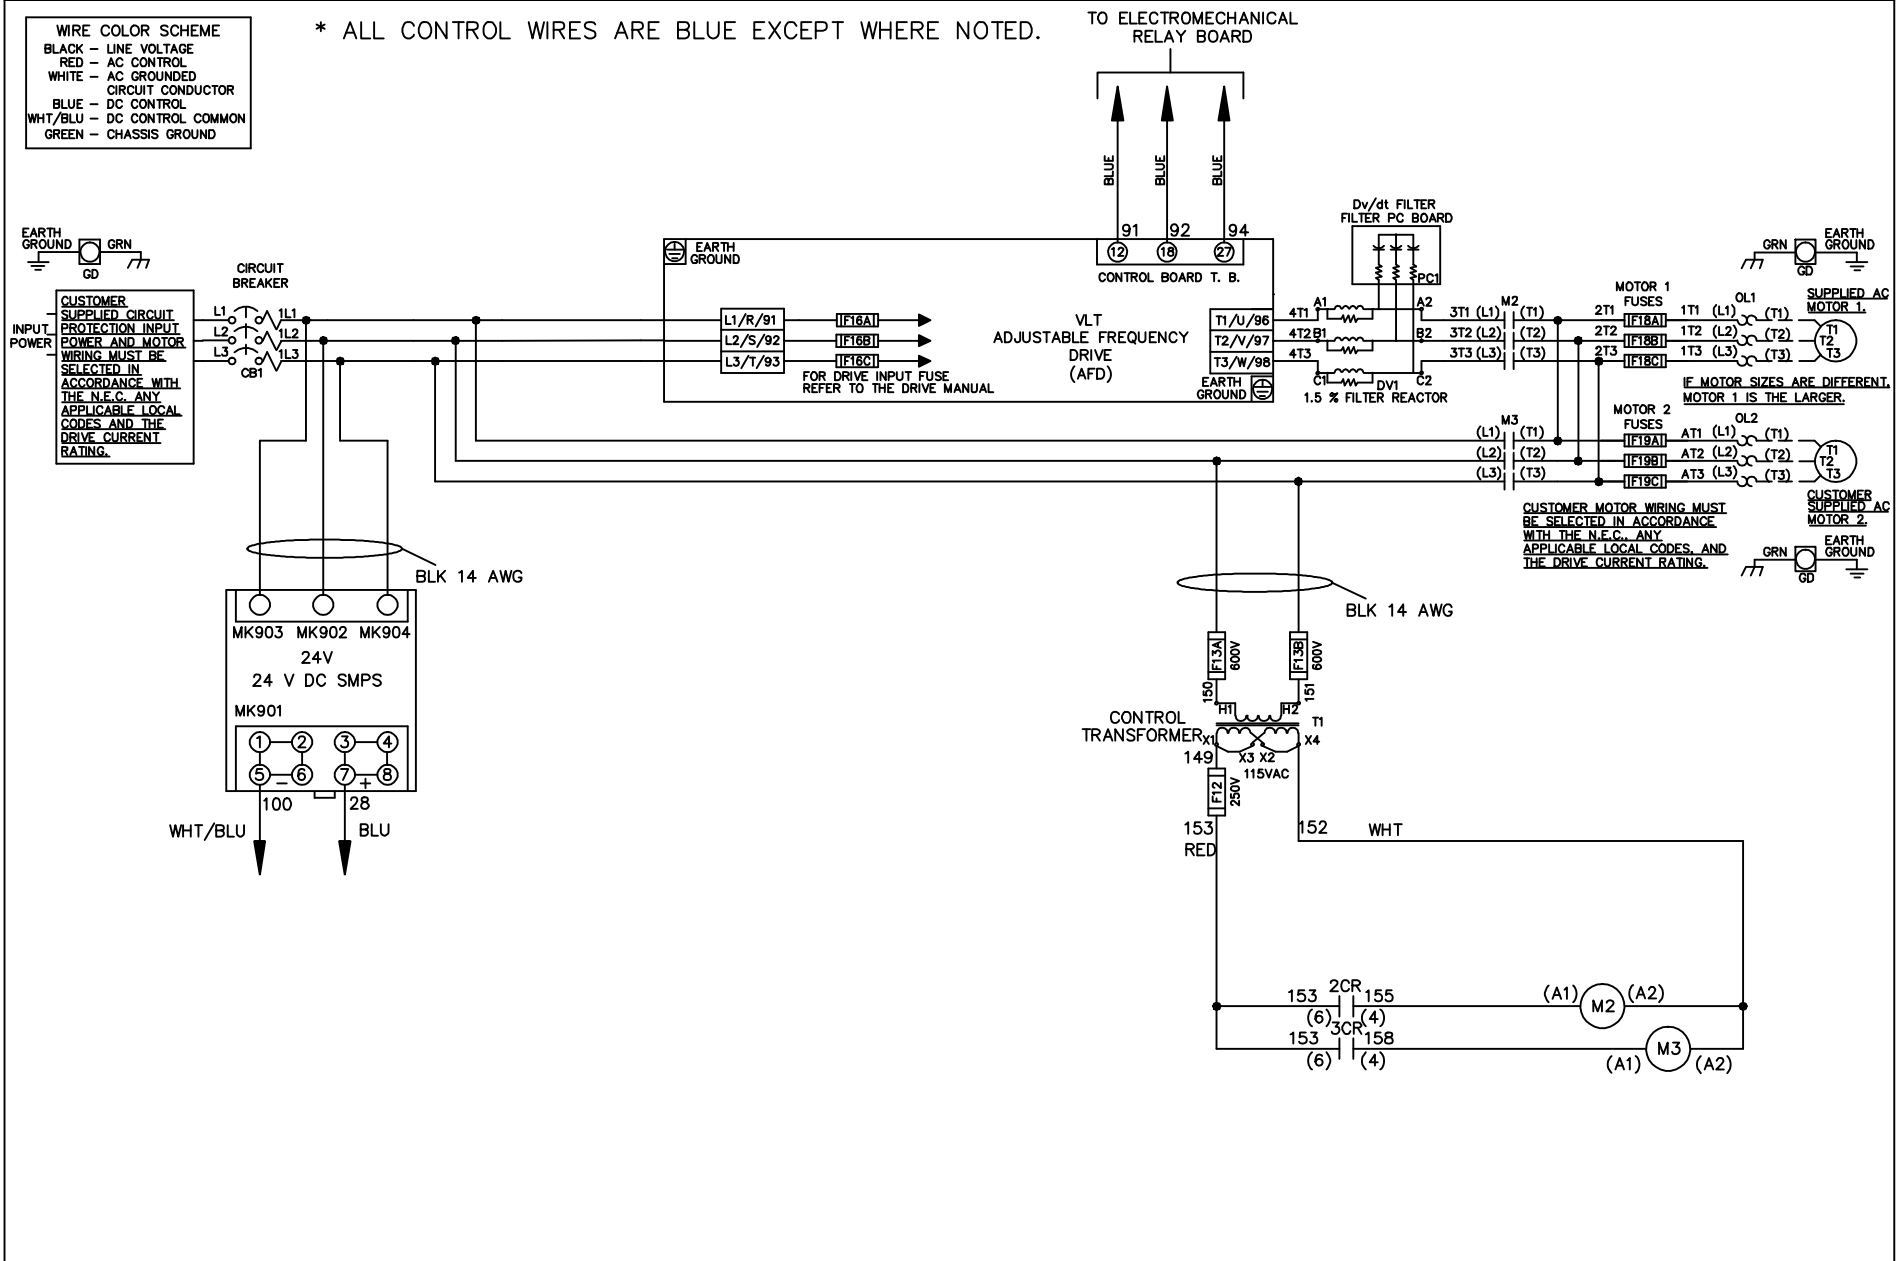 WIRE COLOR SCHEME
BLACK – LINE VOLTAGE
RED – AC CONTROL
WHITE – AC GROUNDED
CIRCUIT CONDUCTOR
BLUE – DC CONTROL
WHT/BLU – DC CONTROL COMMON
GREEN – CHASSIS GROUND
* ALL CONTROL WIRES ARE BLUE EXCEPT WHERE NOTED.
TO ELECTROMECHANICAL
RELAY BOARD
BLUE
BLUE
BLUE
91 92 94
12 18 27
CONTROL BOARD T. B.
EARTH
GROUND
GRN
GD
CIRCUIT
BREAKER
CUSTOMER
SUPPLIED CIRCUIT
PROTECTION INPUT
POWER AND MOTOR
WIRING MUST BE
SELECTED IN
ACCORDANCE WITH
THE N.E.C. ANY
APPLICABLE LOCAL
CODES AND THE
DRIVE CURRENT
RATING.
INPUT
POWER
L1 1L1
L2 1L2
L3 1L3
CB1
EARTH
GROUND
L1/R/91 F16A
L2/S/92 F16B
L3/T/93 F16C
FOR DRIVE INPUT FUSE
REFER TO THE DRIVE MANUAL
VLT
ADJUSTABLE FREQUENCY
DRIVE
(AFD)
T1/U/96
T2/V/97
T3/W/98
EARTH
GROUND
Dv/dt FILTER
FILTER PC BOARD
PC1
4T1 A1 A2
4T2 B1 B2
4T3
C1 DV1 C2
1.5 % FILTER REACTOR
M2
3T1 (L1) (T1)
3T2 (L2) (T2)
3T3 (L3) (T3)
MOTOR 1
FUSES
2T1 F18A 1T1 (L1) (T1)
2T2 F18B 1T2 (L2) (T2)
2T3 F18C 1T3 (L3) (T3)
OL1
GRN
GD
EARTH
GROUND
SUPPLIED AC
MOTOR 1.
T1
T2
T3
IF MOTOR SIZES ARE DIFFERENT,
MOTOR 1 IS THE LARGER.
M3
(L1) (T1)
(L2) (T2)
(L3) (T3)
MOTOR 2
FUSES
OL2
F19A AT1 (L1) (T1)
F19B AT2 (L2) (T2)
F19C AT3 (L3) (T3)
T1
T2
T3
CUSTOMER
SUPPLIED AC
MOTOR 2.
CUSTOMER MOTOR WIRING MUST
BE SELECTED IN ACCORDANCE
WITH THE N.E.C., ANY
APPLICABLE LOCAL CODES, AND
THE DRIVE CURRENT RATING.
GRN
GD
EARTH
GROUND
BLK 14 AWG
MK903 MK902 MK904
24V
24 V DC SMPS
MK901
1 2 3 4
5 – 6 7 + 8
100 28
WHT/BLU BLU
BLK 14 AWG
F13A 600V F13B 600V
150 151
H1 H2
CONTROL
TRANSFORMER
T1
X1 X4
149 X3 X2
115VAC
F12 250V
153
RED
152 WHT
2CR
153 155
(6) (4)
(A1) M2 (A2)
3CR
153 158
(6) (4)
(A1) M3 (A2)